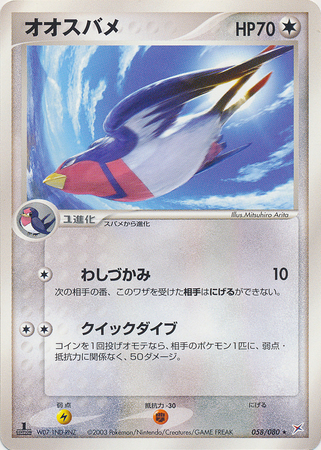 オオスバメ HP70
Illus.Mitsuhiro Arita
1進化 スバメから進化
わしづかみ 10
次の相手の番、このワザを受けた相手はにげるができない。
クイックダイブ
コインを1回投げオモテなら、相手のポケモン1匹に、弱点・
抵抗力に関係なく、50ダメージ。
弱点 抵抗力 -30 にげる
1 EDITION W07 1ND-RNZ ©2003 Pokémon/Nintendo/Creatures/GAME FREAK 058/080 ★